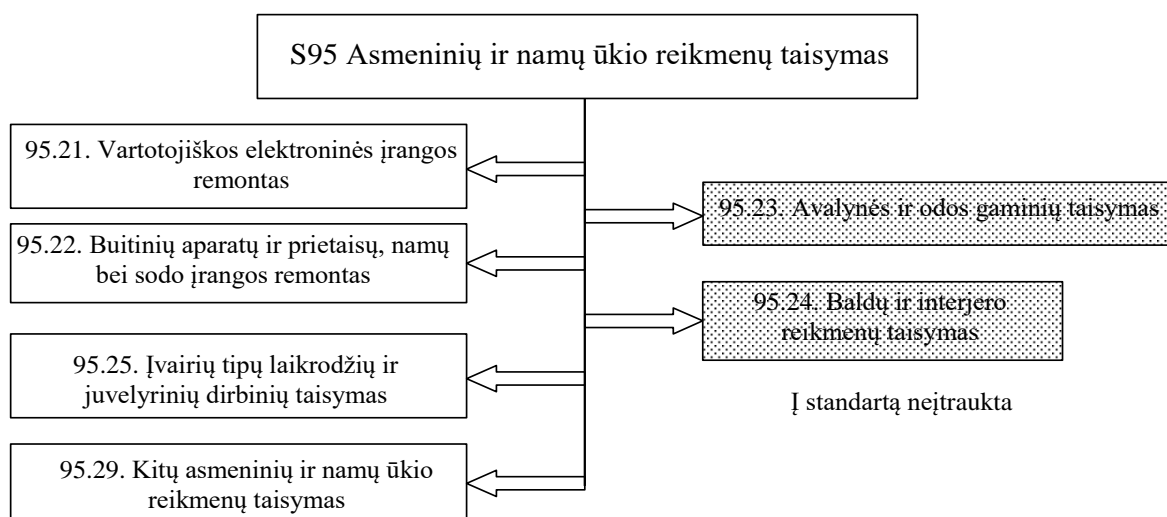 S95 Asmeninių ir namų ūkio reikmenų taisymas
95.21. Vartotojiškos elektroninės įrangos
remontas
95.22. Buitinių aparatų ir prietaisų, namų
bei sodo įrangos remontas
95.25. Įvairių tipų laikrodžių ir
juvelyrinių dirbinių taisymas
95.29. Kitų asmeninių ir namų ūkio
reikmenų taisymas
95.23. Avalynės ir odos gaminių taisymas
95.24. Baldų ir interjero
reikmenų taisymas
Į standartą neįtraukta